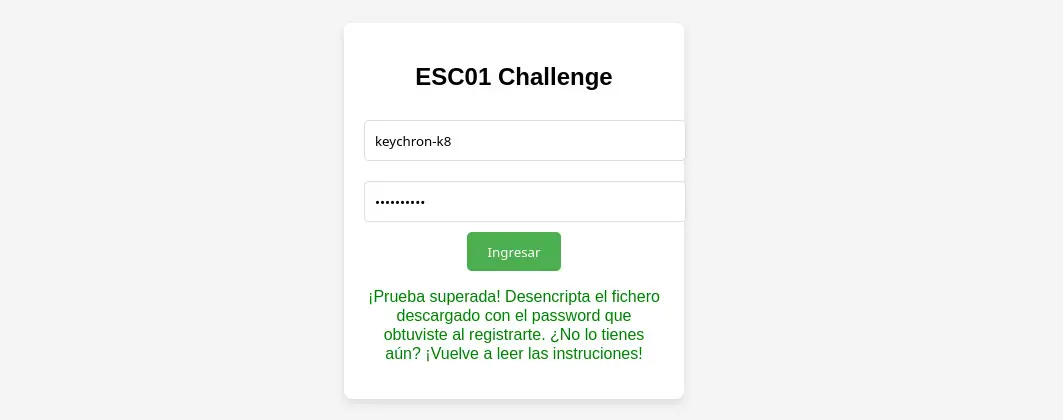 ESC01 Challenge
keychron-k8
••••••••••
Ingresar
¡Prueba superada! Desencripta el fichero
descargado con el password que
obtuviste al registrarte. ¿No lo tienes
aún? ¡Vuelve a leer las instruciones!